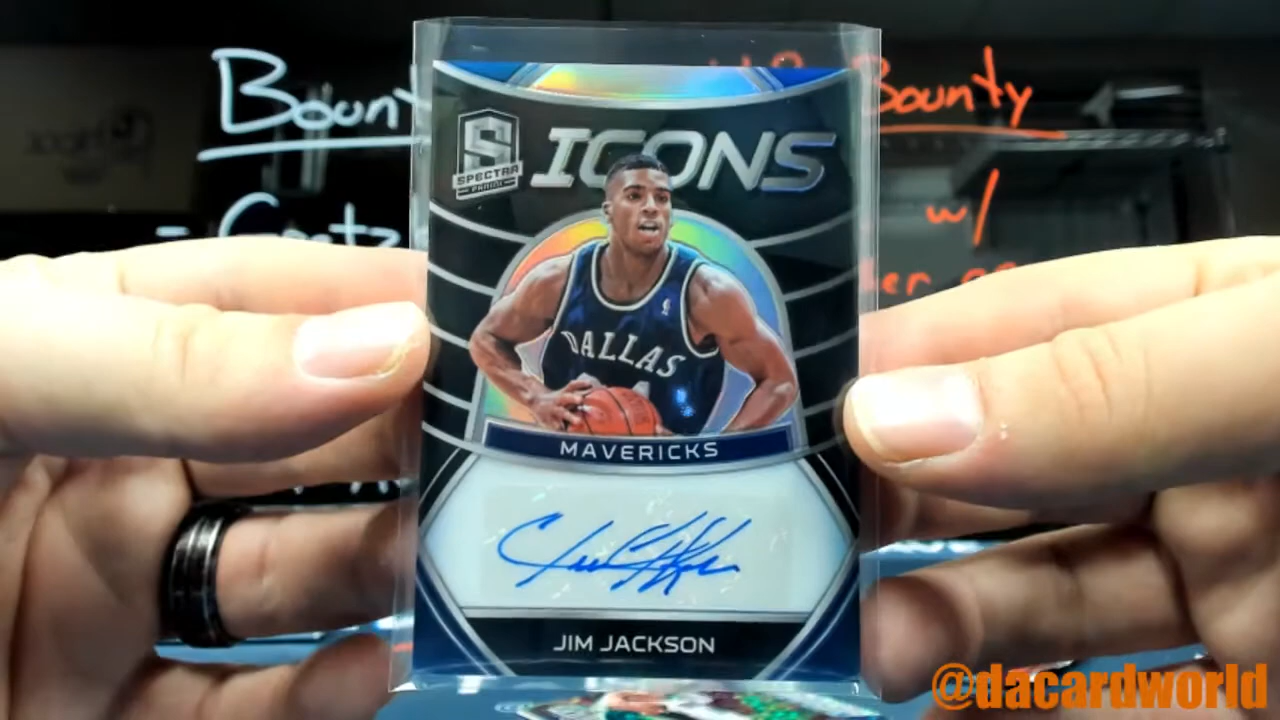 Bounty
Bounty
w/
SPECTRA
PANINI
ICONS
DALLAS
MAVERICKS
JIM JACKSON
@dacardworld